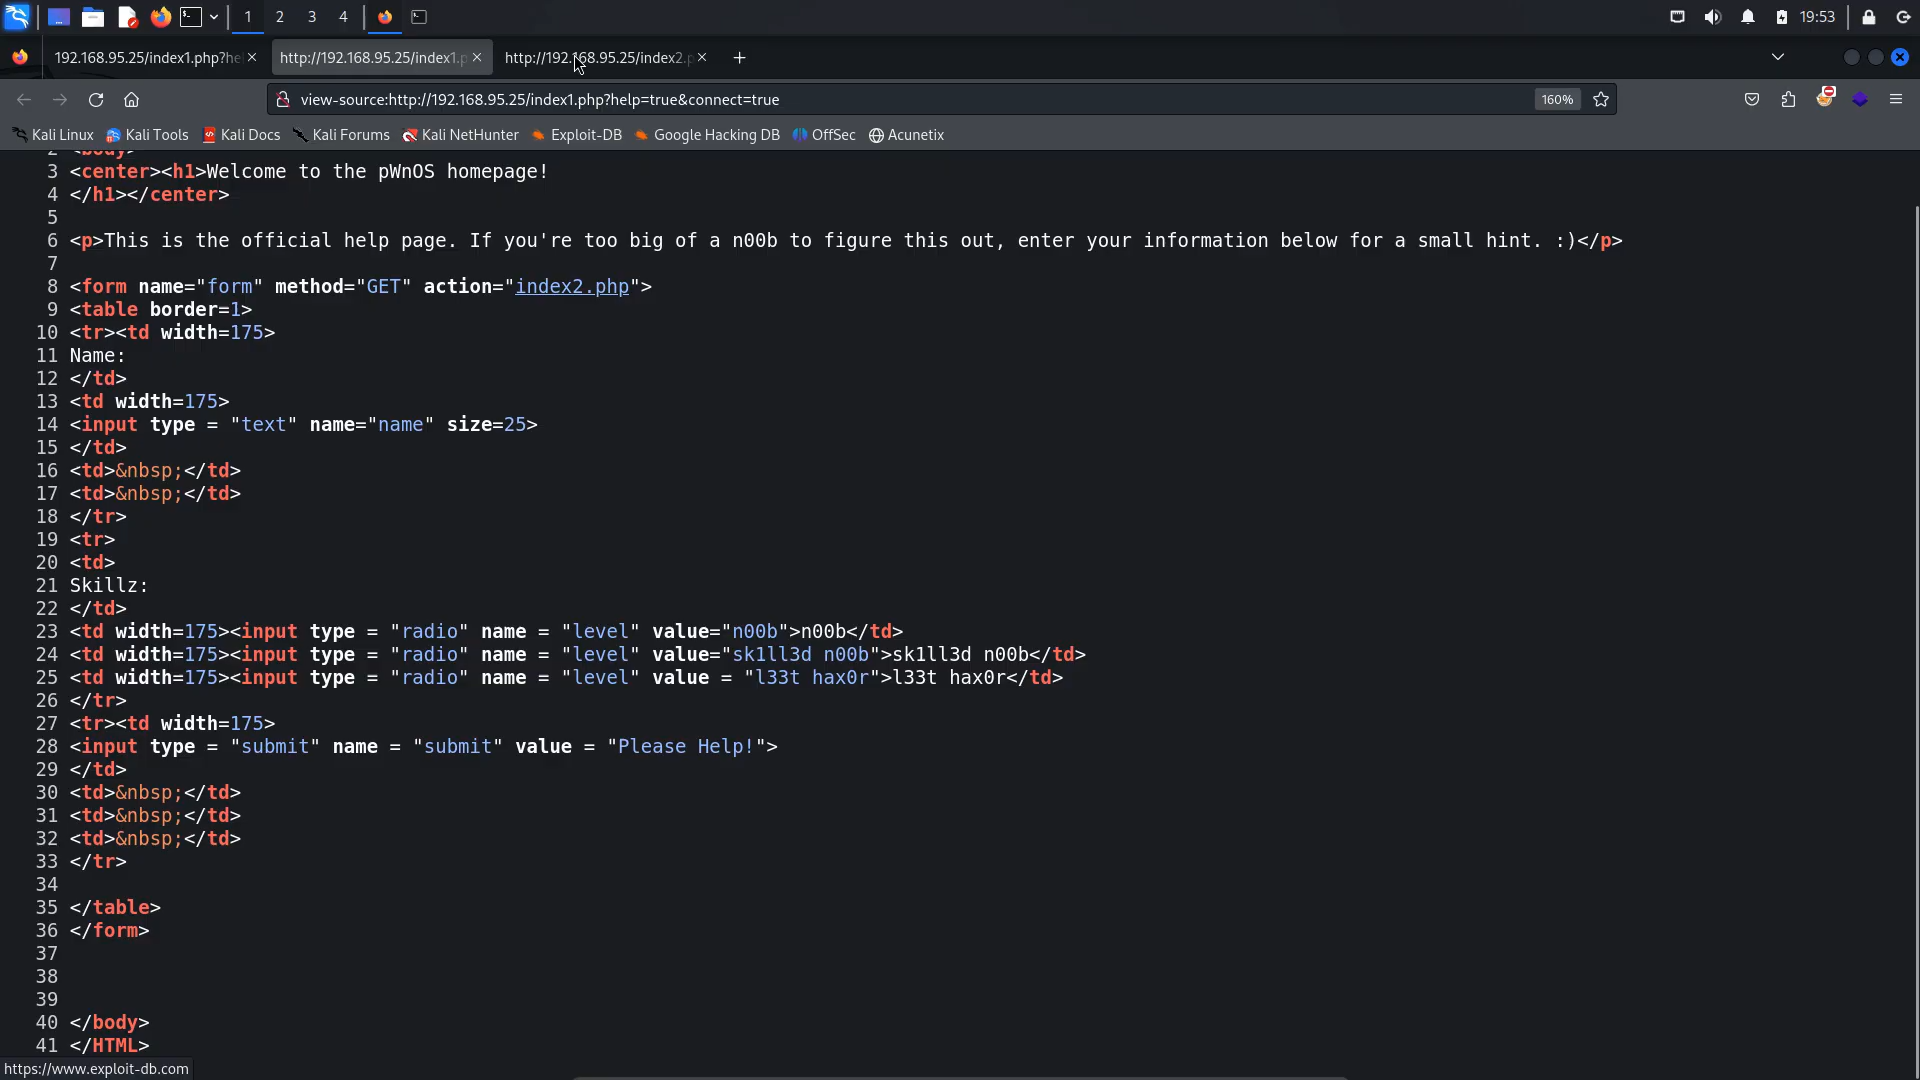 1 2 3 4 19:53
192.168.95.25/index1.php?he http://192.168.95.25/index1.p http://192.168.95.25/index2.p
view-source:http://192.168.95.25/index1.php?help=true&connect=true 160%
Kali Linux Kali Tools Kali Docs Kali Forums Kali NetHunter Exploit-DB Google Hacking DB OffSec Acunetix
2 <body>
3 <center><h1>Welcome to the pWnOS homepage!
4 </h1></center>
5
6 <p>This is the official help page. If you're too big of a n00b to figure this out, enter your information below for a small hint. :)</p>
7
8 <form name="form" method="GET" action="index2.php">
9 <table border=1>
10 <tr><td width=175>
11 Name:
12 </td>
13 <td width=175>
14 <input type = "text" name="name" size=25>
15 </td>
16 <td>&nbsp;</td>
17 <td>&nbsp;</td>
18 </tr>
19 <tr>
20 <td>
21 Skillz:
22 </td>
23 <td width=175><input type = "radio" name = "level" value="n00b">n00b</td>
24 <td width=175><input type = "radio" name = "level" value="sk1ll3d n00b">sk1ll3d n00b</td>
25 <td width=175><input type = "radio" name = "level" value = "l33t hax0r">l33t hax0r</td>
26 </tr>
27 <tr><td width=175>
28 <input type = "submit" name = "submit" value = "Please Help!">
29 </td>
30 <td>&nbsp;</td>
31 <td>&nbsp;</td>
32 <td>&nbsp;</td>
33 </tr>
34
35 </table>
36 </form>
37
38
39
40 </body>
41 </HTML>
https://www.exploit-db.com